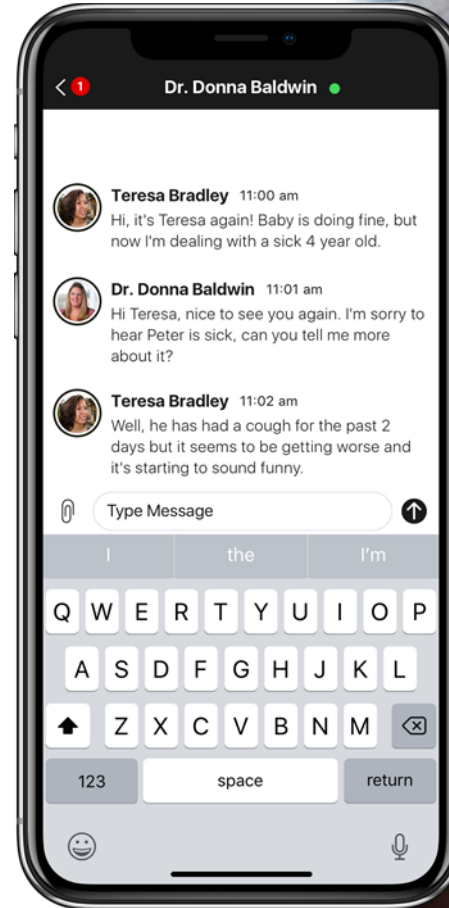 1
Dr. Donna Baldwin
Teresa Bradley 11:00 am
Hi, it's Teresa again! Baby is doing fine, but
now I'm dealing with a sick 4 year old.
Dr. Donna Baldwin 11:01 am
Hi Teresa, nice to see you again. I'm sorry to
hear Peter is sick, can you tell me more
about it?
Teresa Bradley 11:02 am
Well, he has had a cough for the past 2
days but it seems to be getting worse and
it's starting to sound funny.
Type Message
I the I'm
Q W E R T Y U I O P
A S D F G H J K L
Z X C V B N M
123 space return